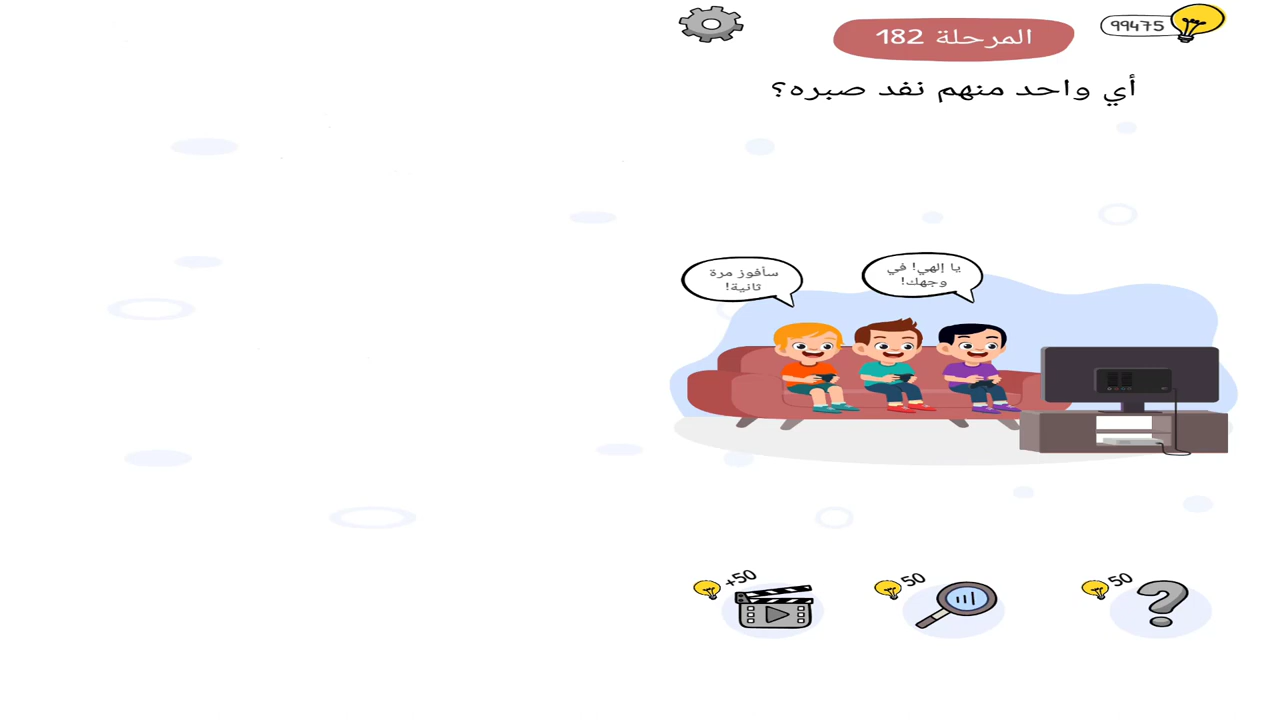 99475
المرحلة 182
أي واحد منهم نفد صبره؟
يا إلهي! في
وجهك!
سأفوز مرة
ثانية!
+50
50
50